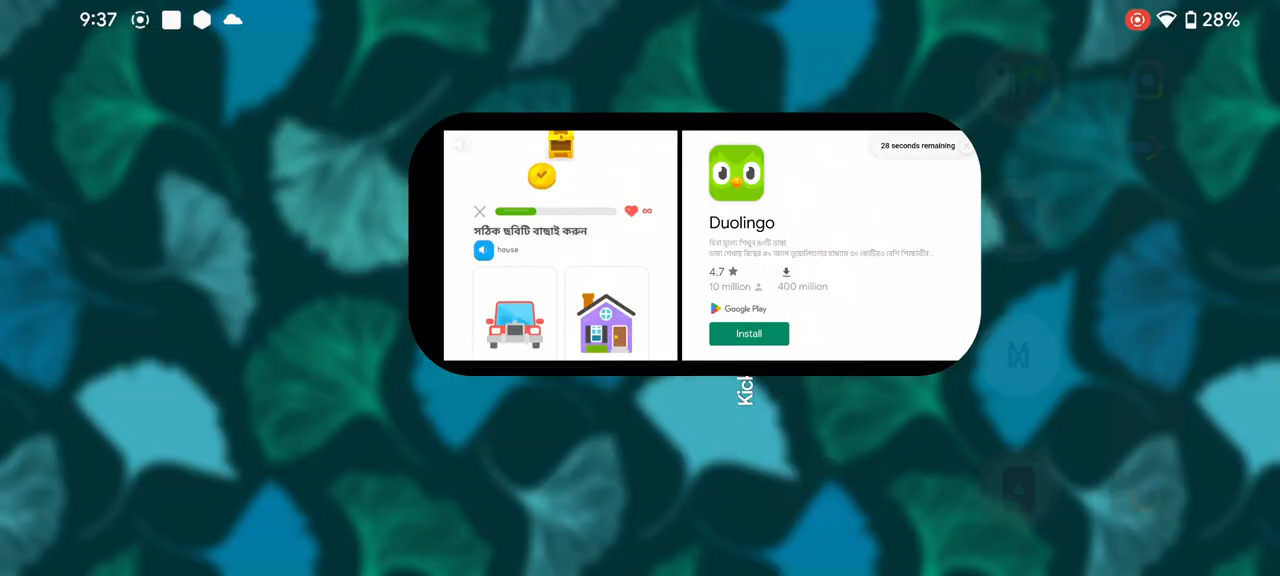 9:37
28%
28 seconds remaining
∞
সঠিক ছবিটি বাছাই করুন
house
Duolingo
বিনা মূল্যে শিখুন ৪০টি ভাষা
4.7 ★
10 million
400 million
Google Play
Install